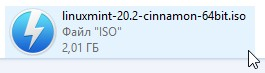 linuxmint-20.2-cinnamon-64bit.iso
Файл "ISO"
2,01 ГБ